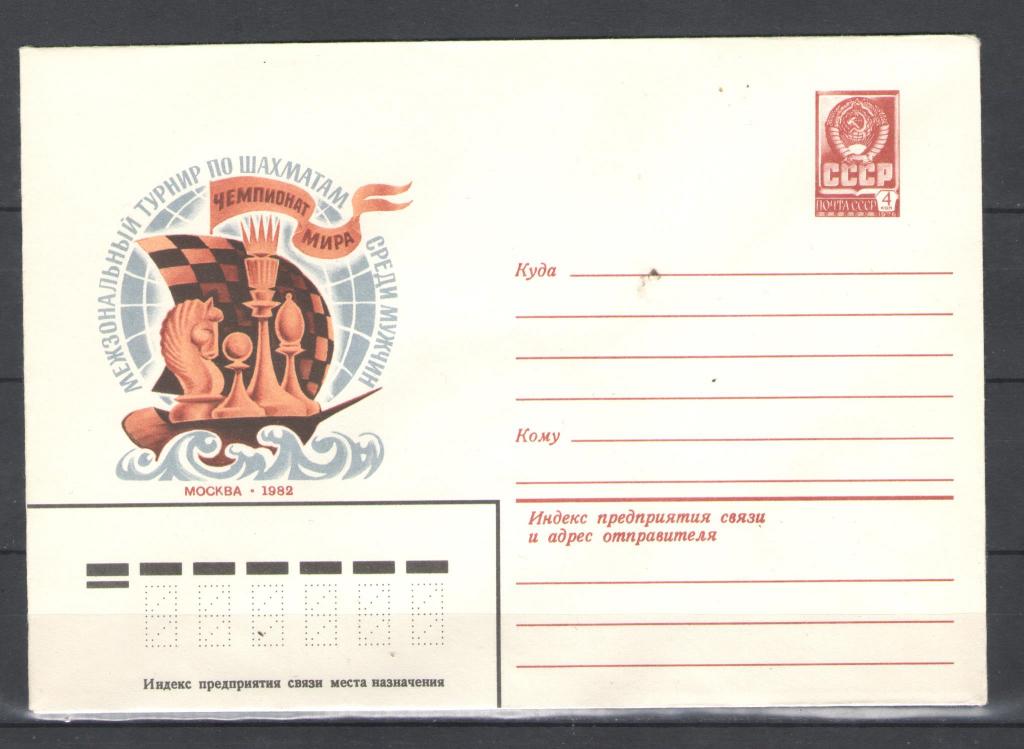 МЕЖЗОНАЛЬНЫЙ ТУРНИР ПО ШАХМАТАМ СРЕДИ МУЖЧИН
ЧЕМПИОНАТ
МИРА
МОСКВА • 1982
СССР
ПОЧТА СССР 4 КОП
1976
Куда
Кому
Индекс предприятия связи
и адрес отправителя
Индекс предприятия связи места назначения